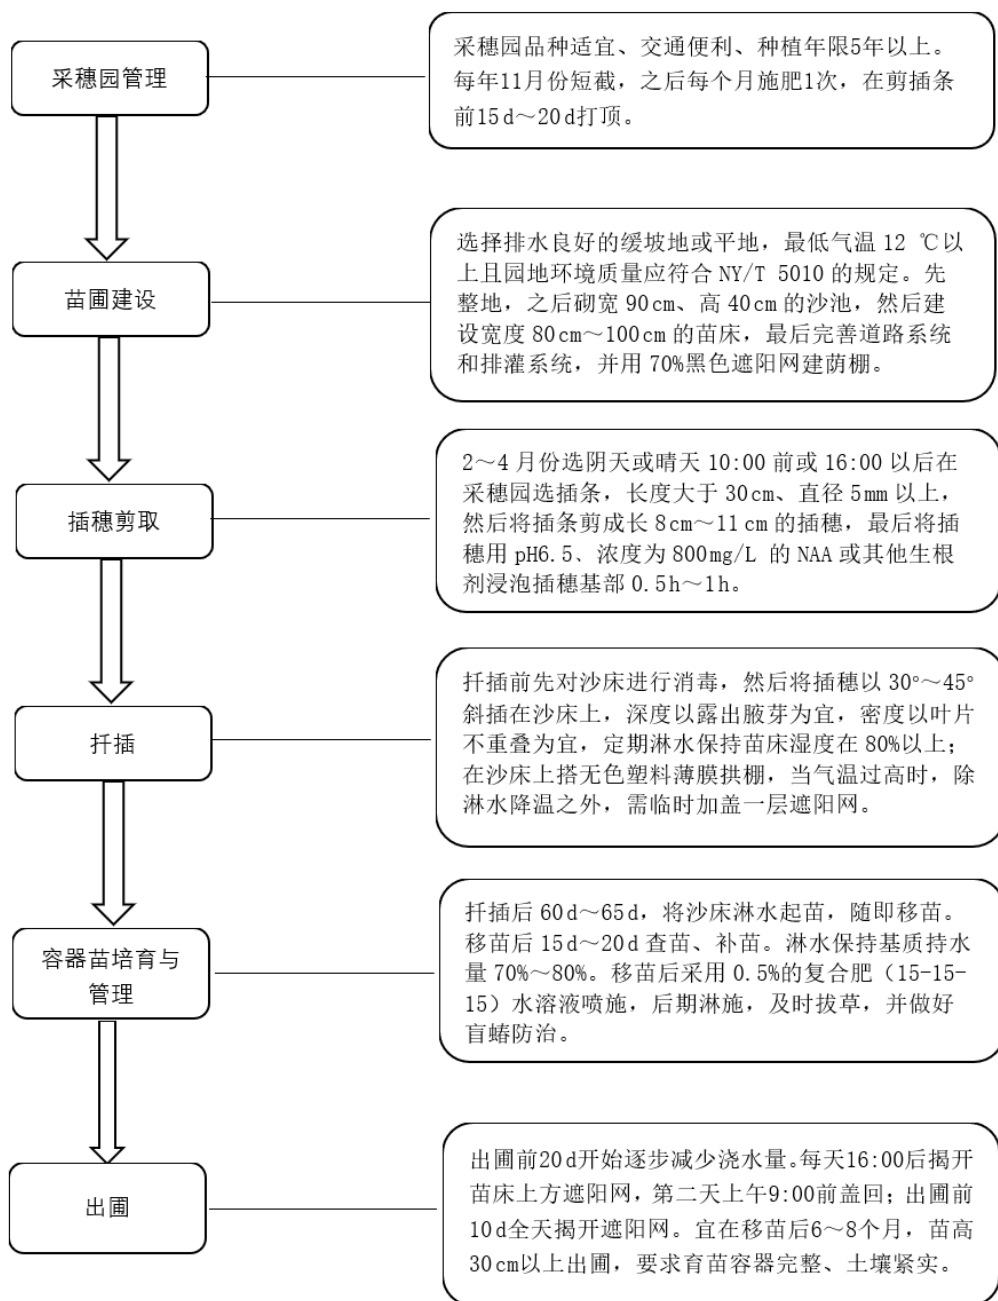 采穗园管理
采穗园品种适宜、交通便利、种植年限5年以上。
每年11月份短截，之后每个月施肥1次，在剪插条
前15d～20d打顶。
苗圃建设
选择排水良好的缓坡地或平地，最低气温 12 ℃以
上且园地环境质量应符合 NY/T 5010 的规定。先
整地，之后砌宽 90cm、高 40cm 的沙池，然后建
设宽度 80cm～100cm 的苗床，最后完善道路系统
和排灌系统，并用 70%黑色遮阳网建荫棚。
插穗剪取
2～4 月份选阴天或晴天 10:00 前或 16:00 以后在
采穗园选插条，长度大于 30cm、直径 5mm 以上，
然后将插条剪成长 8cm～11cm 的插穗，最后将插
穗用 pH6.5、浓度为 800mg/L 的 NAA 或其他生根
剂浸泡插穗基部 0.5h～1h。
扦插
扦插前先对沙床进行消毒，然后将插穗以 30°～45°
斜插在沙床上，深度以露出腋芽为宜，密度以叶片
不重叠为宜，定期淋水保持苗床湿度在 80%以上；
在沙床上搭无色塑料薄膜拱棚，当气温过高时，除
淋水降温之外，需临时加盖一层遮阳网。
容器苗培育与
管理
扦插后 60d～65d，将沙床淋水起苗，随即移苗。
移苗后 15d～20d 查苗、补苗。淋水保持基质持水
量 70%～80%。移苗后采用 0.5%的复合肥（15-15-
15）水溶液喷施，后期淋施，及时拔草，并做好
盲蝽防治。
出圃
出圃前20d开始逐步减少浇水量。每天16:00后揭开
苗床上方遮阳网，第二天上午9:00前盖回；出圃前
10d全天揭开遮阳网。宜在移苗后6～8个月，苗高
30cm以上出圃，要求育苗容器完整、土壤紧实。